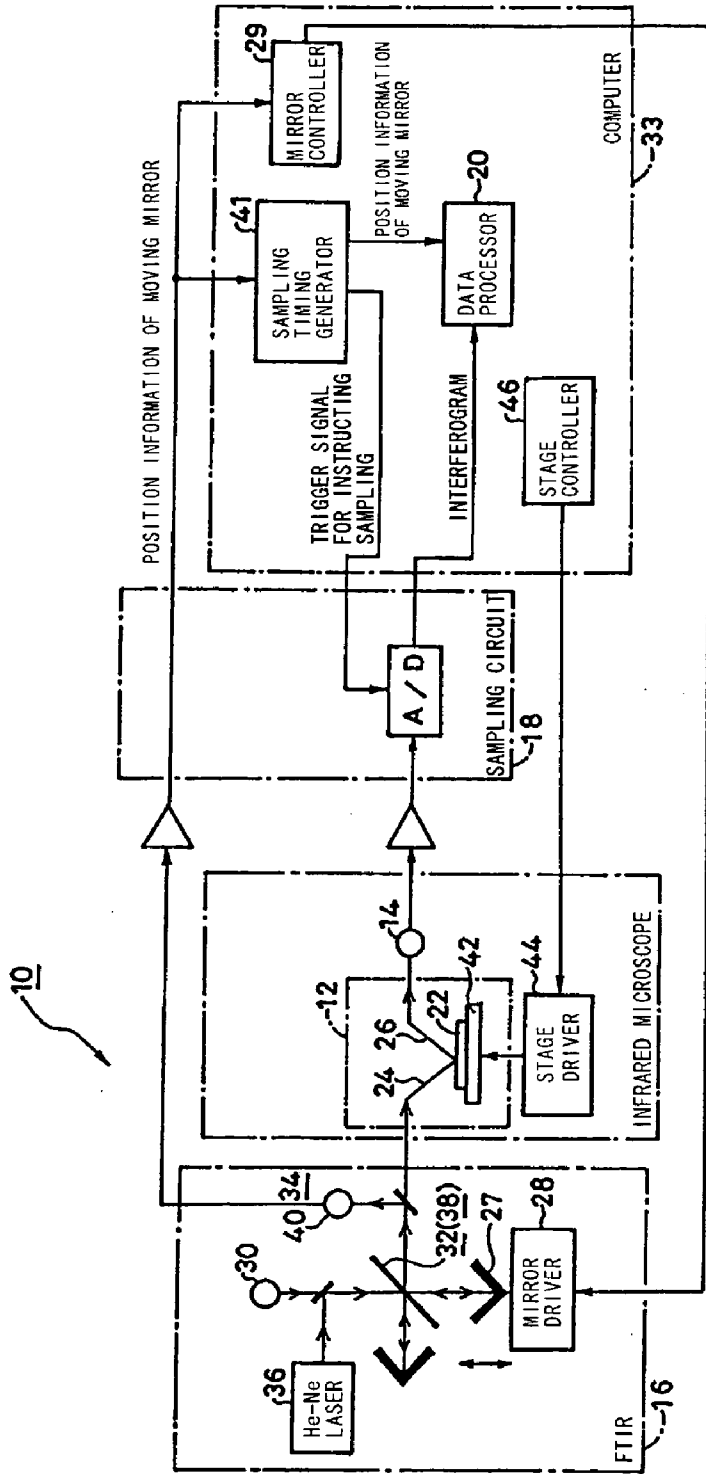 10
POSITION INFORMATION OF MOVING MIRROR
29
MIRROR
CONTROLLER
41
SAMPLING
TIMING
GENERATOR
POSITION INFORMATION
OF MOVING MIRROR
20
DATA
PROCESSOR
TRIGGER SIGNAL
FOR INSTRUCTING
SAMPLING
INTERFEROGRAM
46
STAGE
CONTROLLER
COMPUTER
33
A/D
SAMPLING CIRCUIT
18
14
12
24
26
22
42
44
STAGE
DRIVER
INFRARED MICROSCOPE
40
34
30
32(38)
27
28
MIRROR
DRIVER
36
He-Ne
LASER
FTIR
16